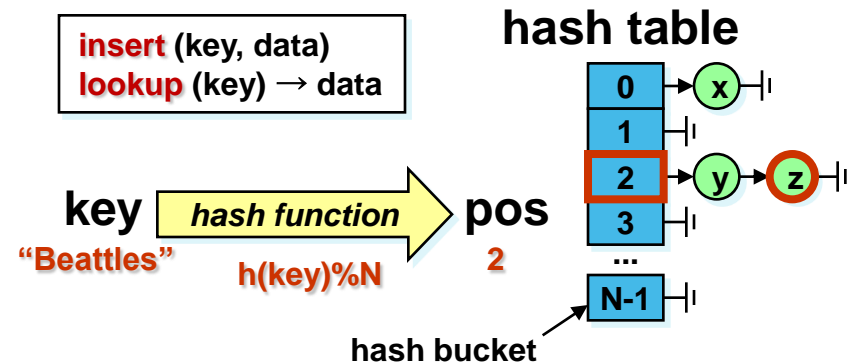 hash table
insert (key, data)
lookup (key) → data
0 x
1
2 y z
3
...
N-1
key hash function pos
“Beattles” h(key)%N 2
hash bucket